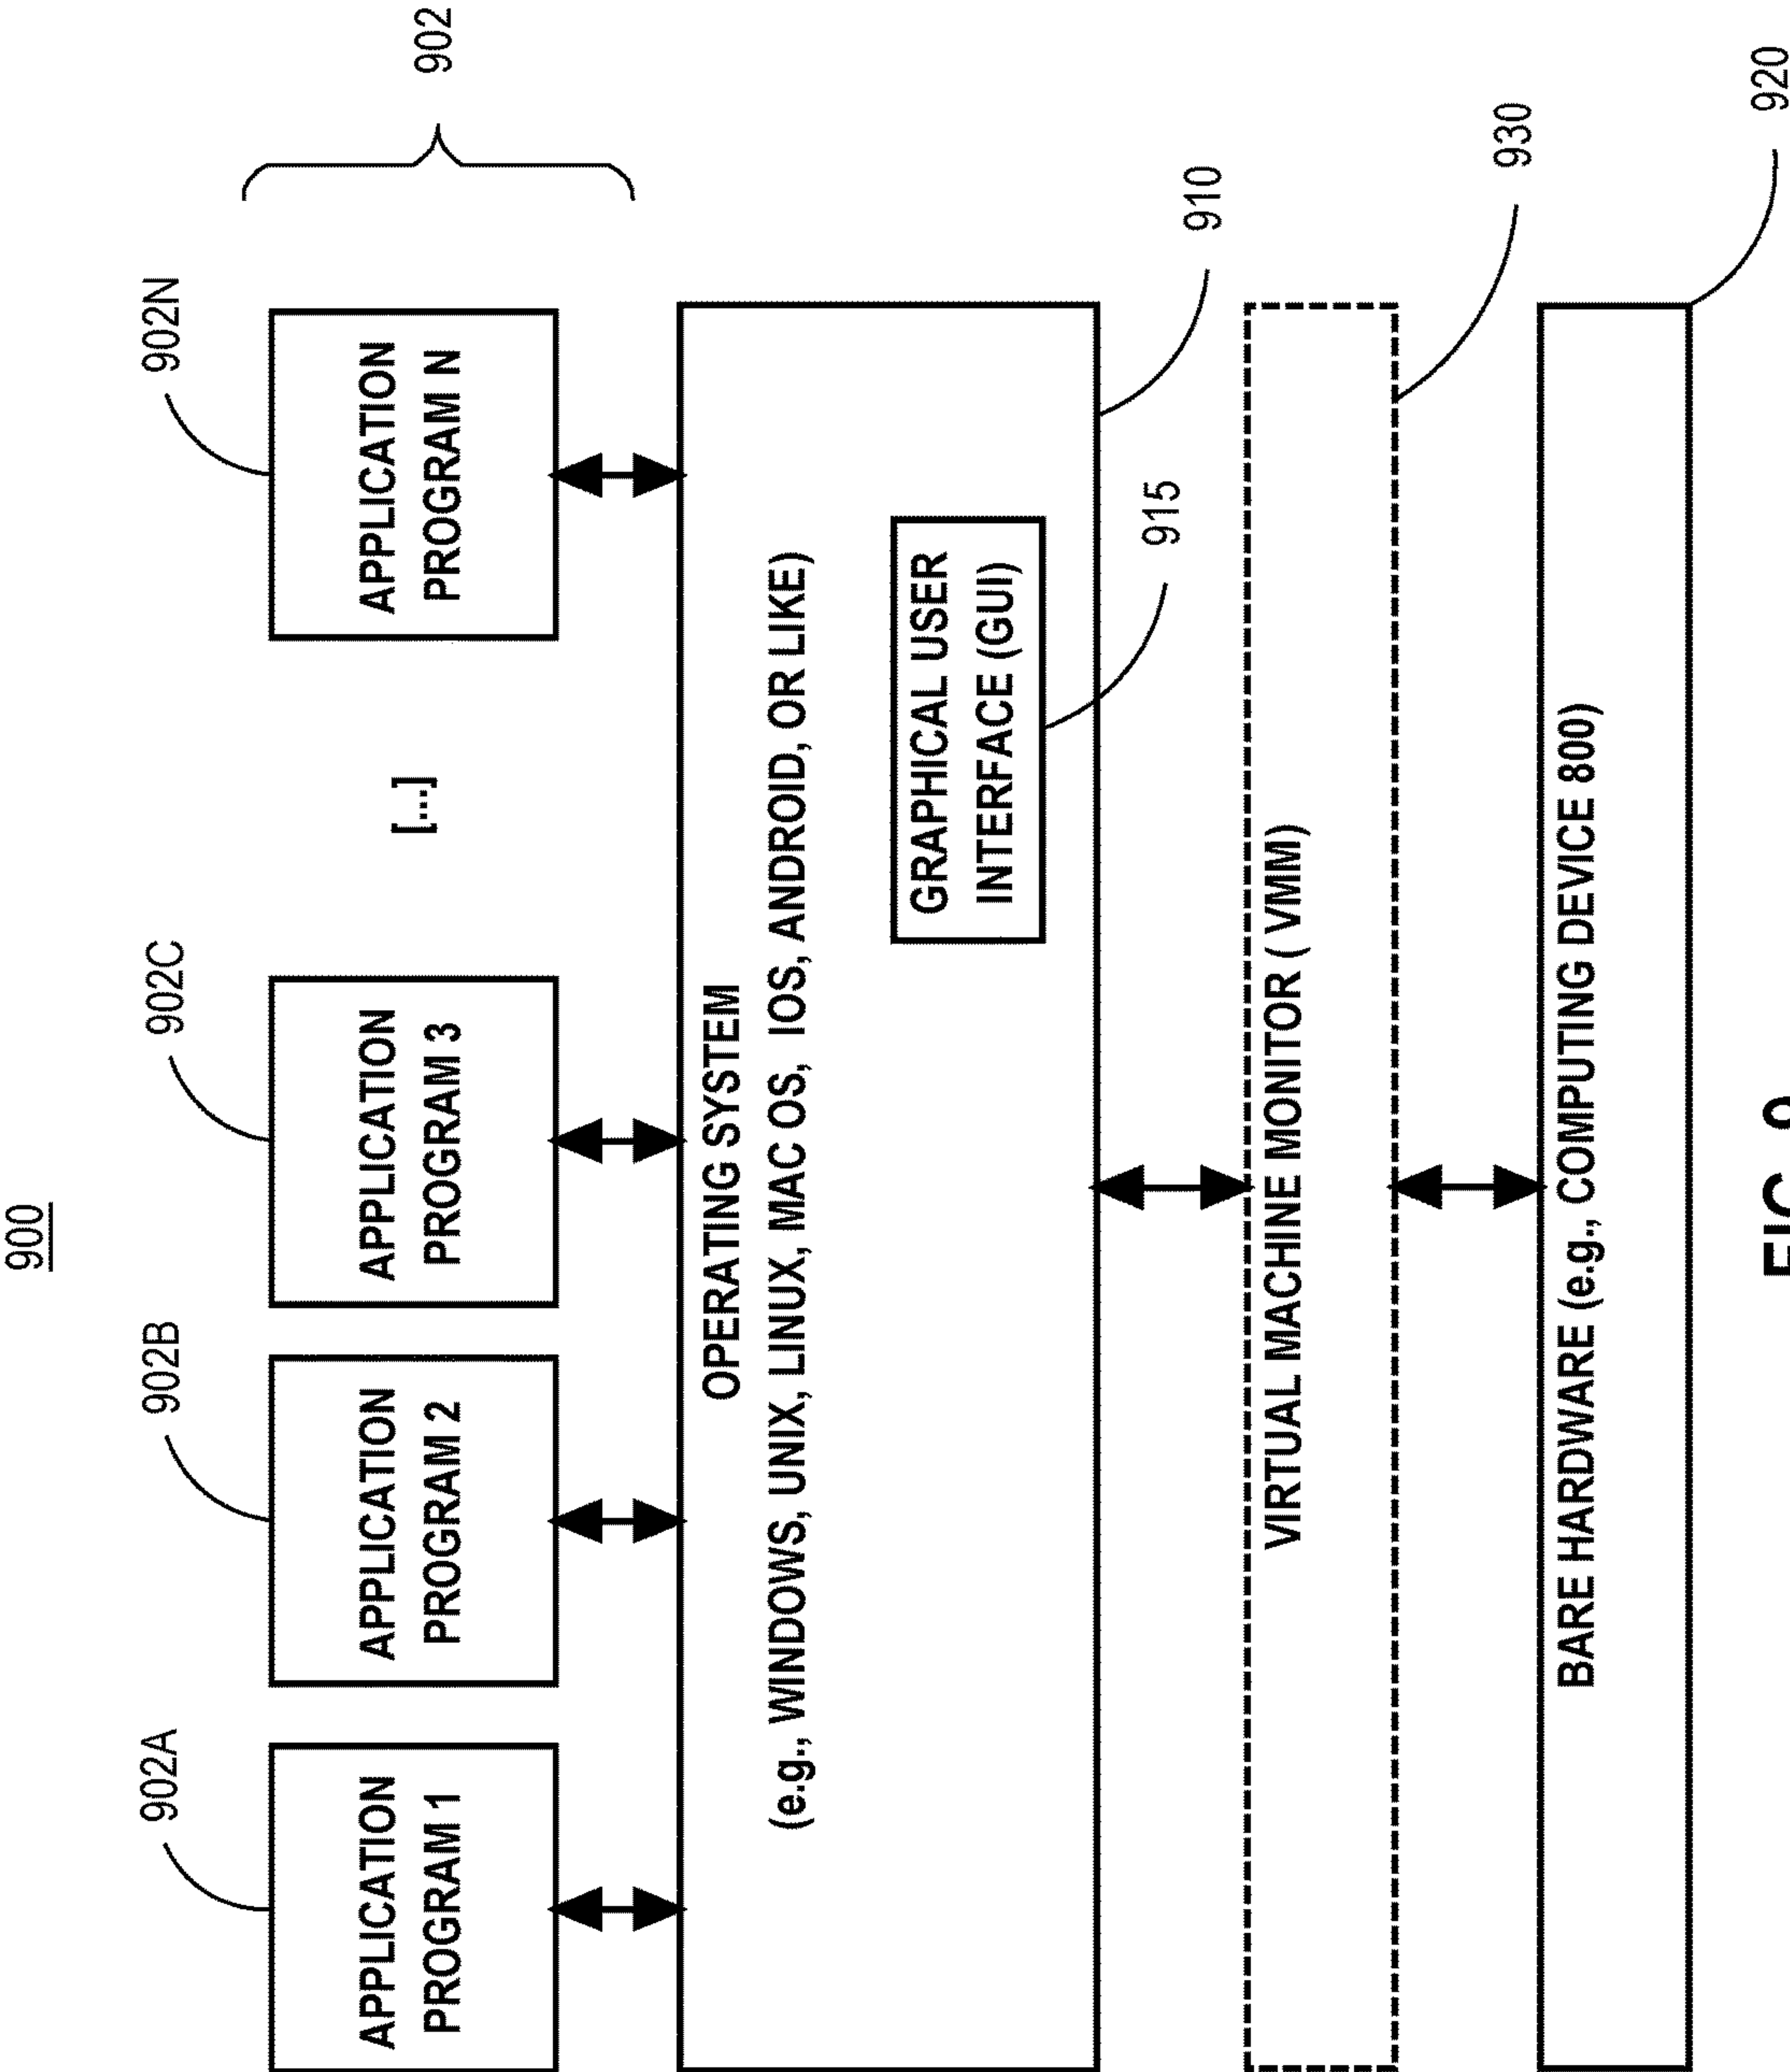 900
902A
902B
902C
902N
APPLICATION
PROGRAM 1
APPLICATION
PROGRAM 2
APPLICATION
PROGRAM 3
[...]
APPLICATION
PROGRAM N
902
OPERATING SYSTEM
(e.g., WINDOWS, UNIX, LINUX, MAC OS, IOS, ANDROID, OR LIKE)
GRAPHICAL USER
INTERFACE (GUI)
915
910
VIRTUAL MACHINE MONITOR ( VMM)
930
BARE HARDWARE (e.g., COMPUTING DEVICE 800)
920